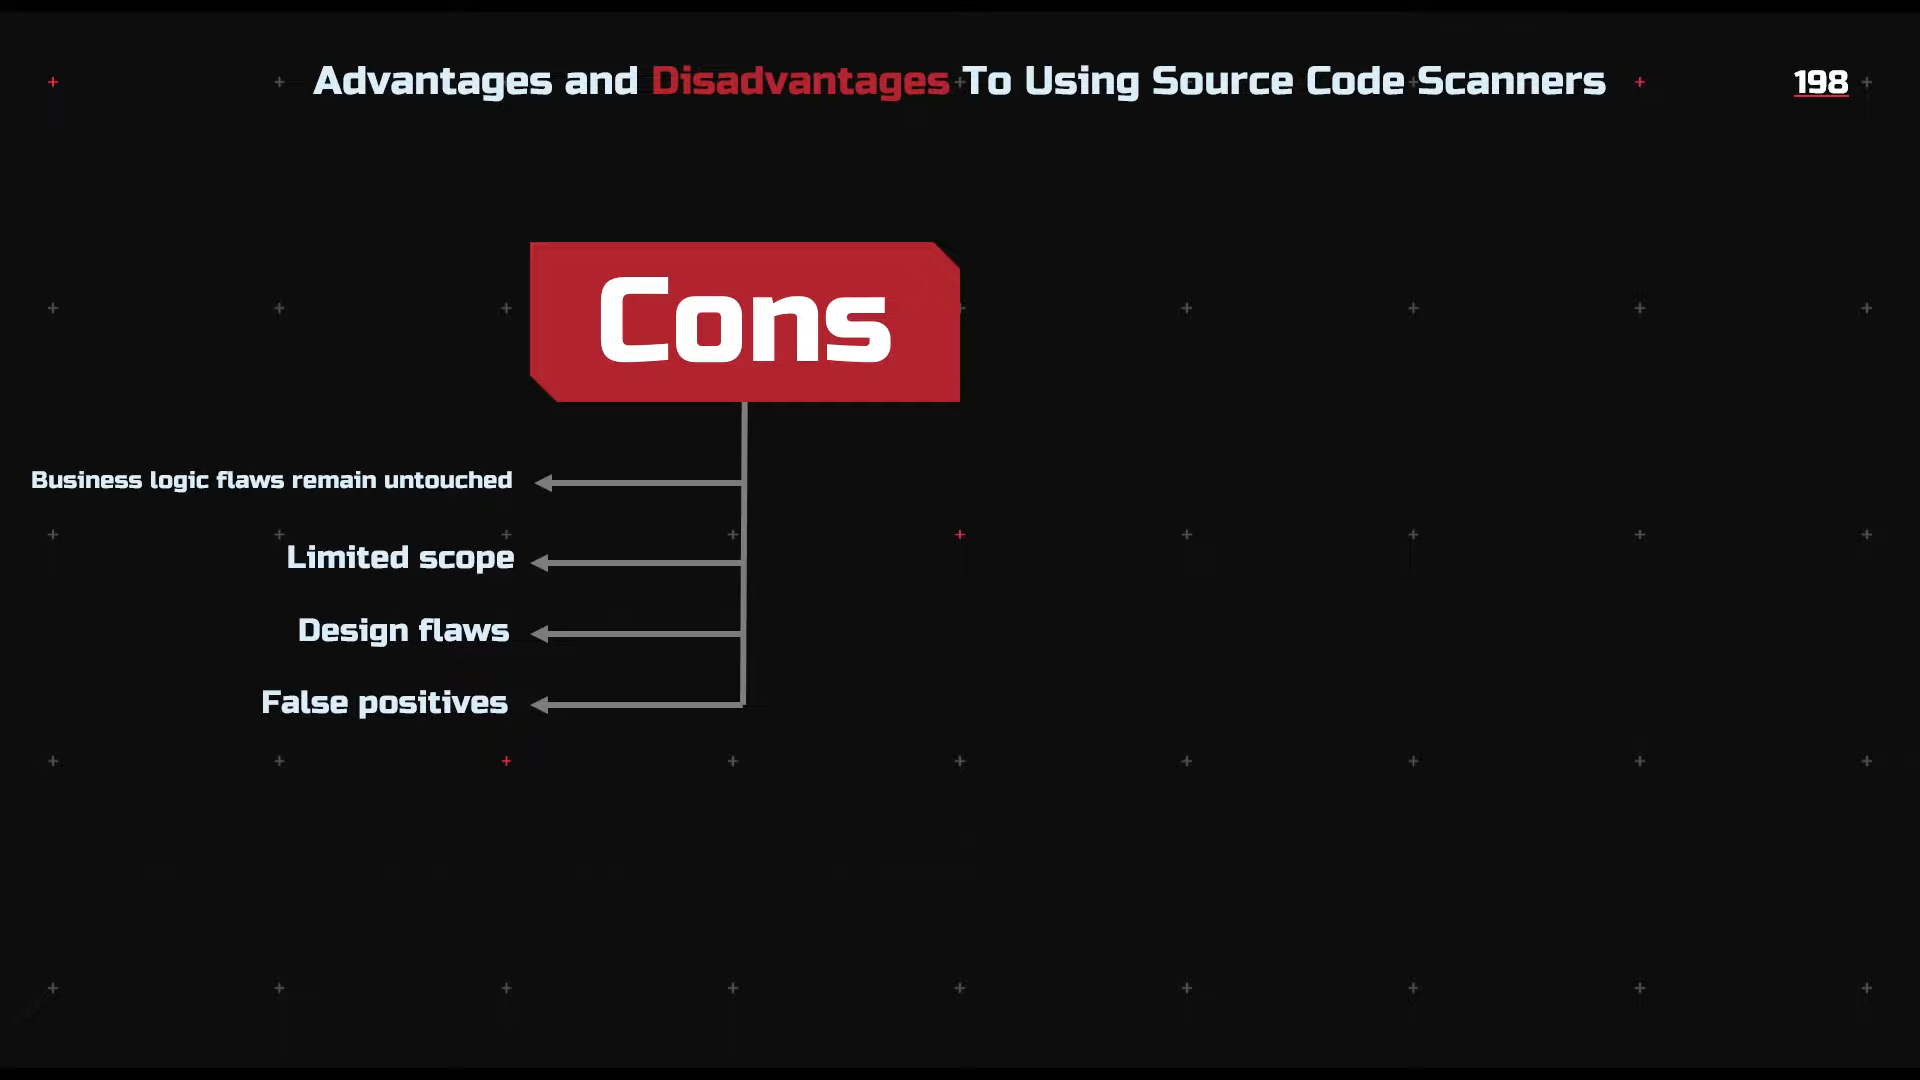 Advantages and Disadvantages To Using Source Code Scanners
198
Cons
Business logic flaws remain untouched
Limited scope
Design flaws
False positives